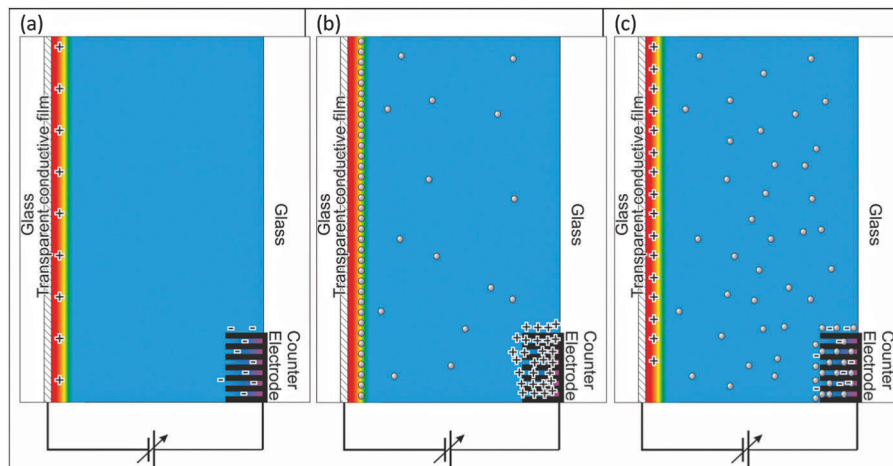 (a)
Glass
Transparent conductive film
Glass
Counter
Electrode
(b)
Glass
Transparent conductive film
Glass
Counter
Electrode
(c)
Glass
Transparent conductive film
Glass
Counter
Electrode